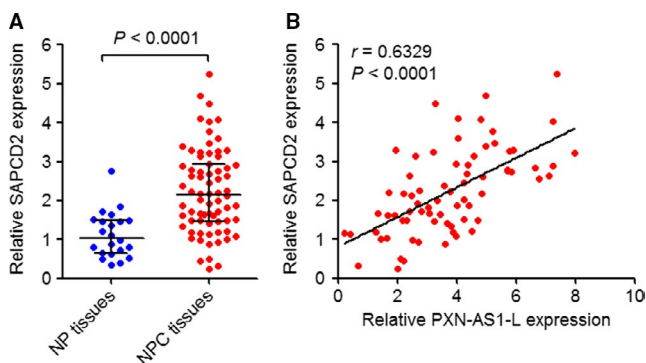 A
P < 0.0001
Relative SAPCD2 expression
6
5
4
3
2
1
0
NP tissues
NPC tissues
B
r = 0.6329
P < 0.0001
Relative SAPCD2 expression
6
5
4
3
2
1
0
0 2 4 6 8 10
Relative PXN-AS1-L expression